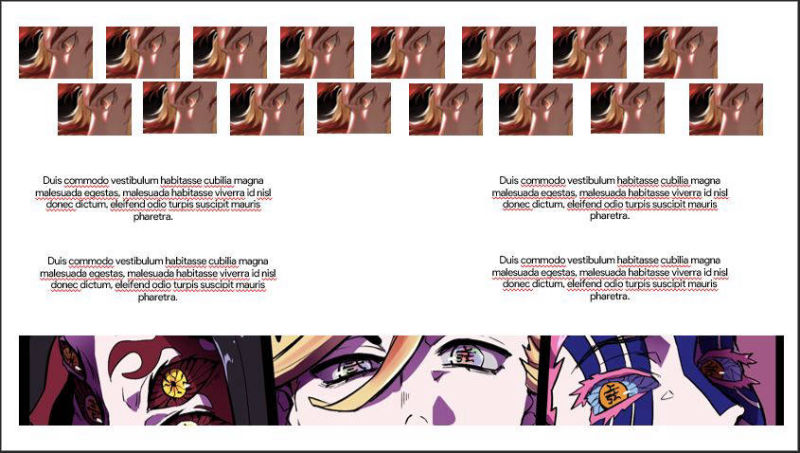 Duis commodo vestibulum habitasse cubilia magna
malesuada egestas, malesuada habitasse viverra id nisl
donec dictum, eleifend odio turpis suscipit mauris
pharetra.
Duis commodo vestibulum habitasse cubilia magna
malesuada egestas, malesuada habitasse viverra id nisl
donec dictum, eleifend odio turpis suscipit mauris
pharetra.
Duis commodo vestibulum habitasse cubilia magna
malesuada egestas, malesuada habitasse viverra id nisl
donec dictum, eleifend odio turpis suscipit mauris
pharetra.
Duis commodo vestibulum habitasse cubilia magna
malesuada egestas, malesuada habitasse viverra id nisl
donec dictum, eleifend odio turpis suscipit mauris
pharetra.